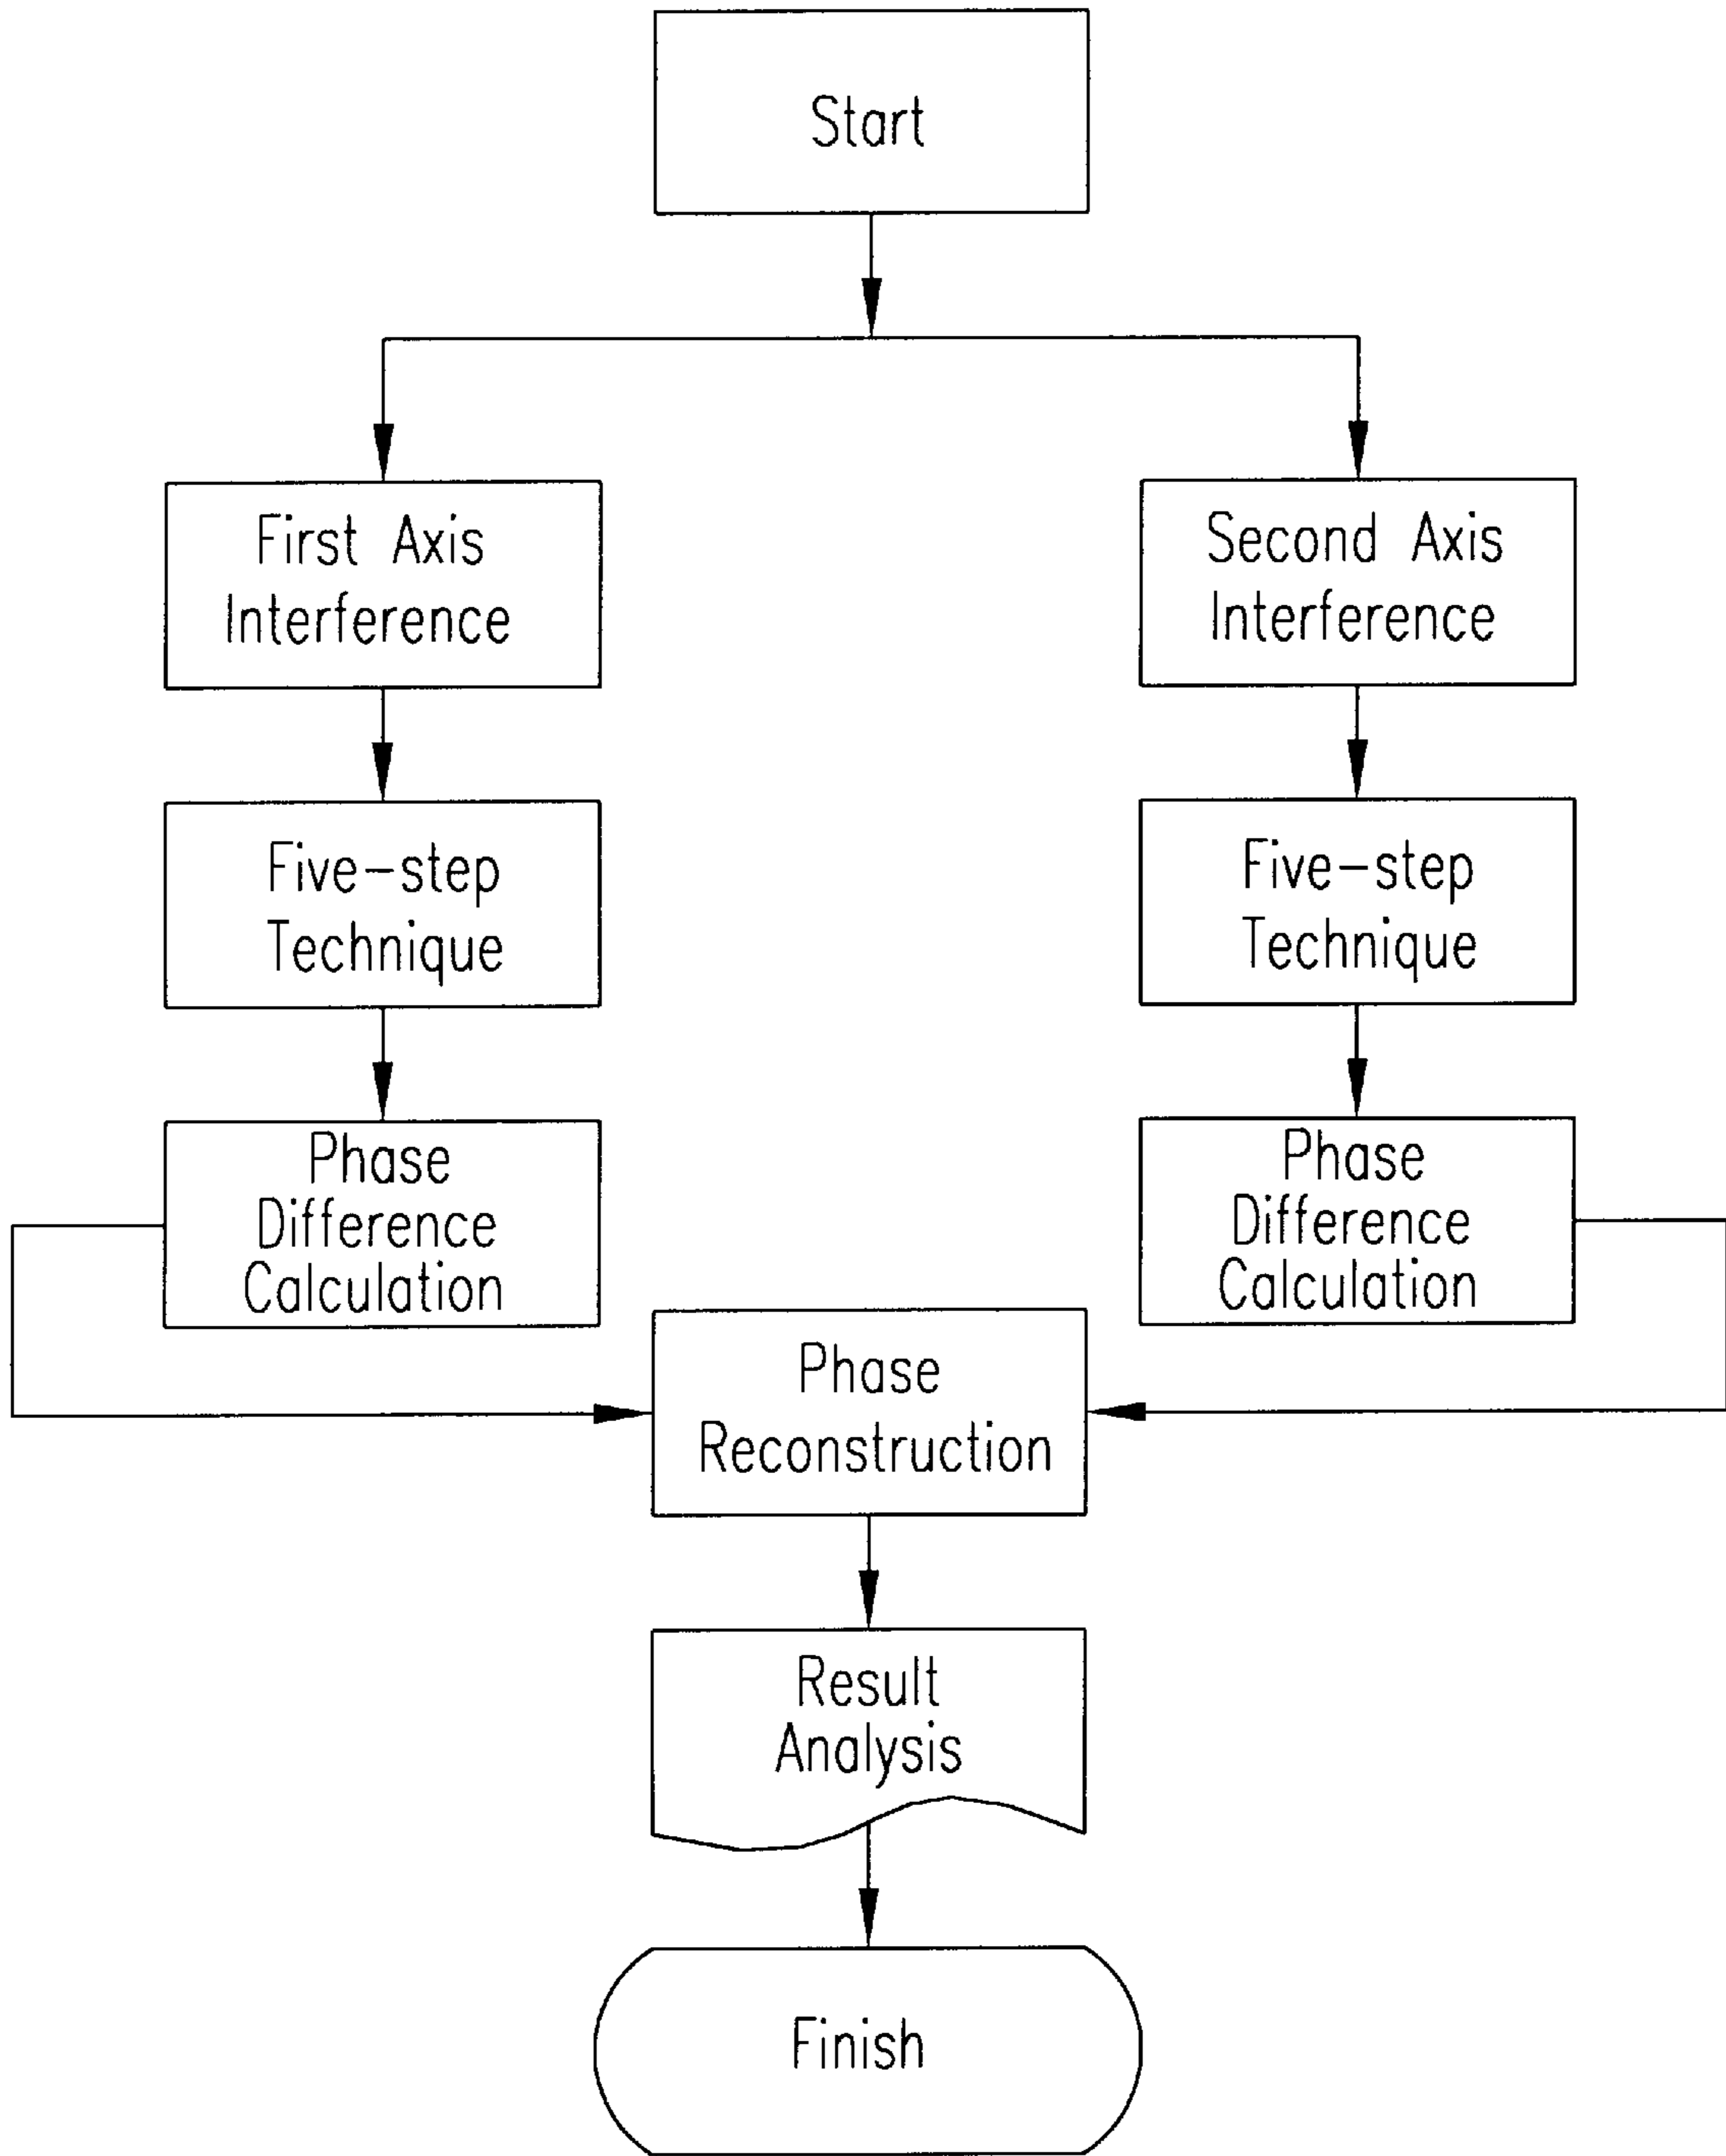 Start
First Axis
Interference
Second Axis
Interference
Five-step
Technique
Five-step
Technique
Phase
Difference
Calculation
Phase
Difference
Calculation
Phase
Reconstruction
Result
Analysis
Finish